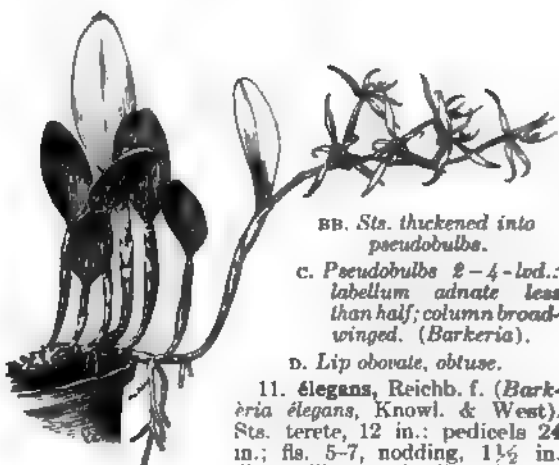 BB. Sts. thickened into
pseudobulbs.
C. Pseudobulbs 2-4-lvd.:
labellum adnate less
than half; column broad-
winged. (Barkeria).
D. Lip obovate, obtuse.
11. élegans, Reichb. f. (Bark-
èria élegans, Knowl. & West).
Sts. terete, 12 in.: pedicels 24
in.; fls. 5-7, nodding, 1½ in.